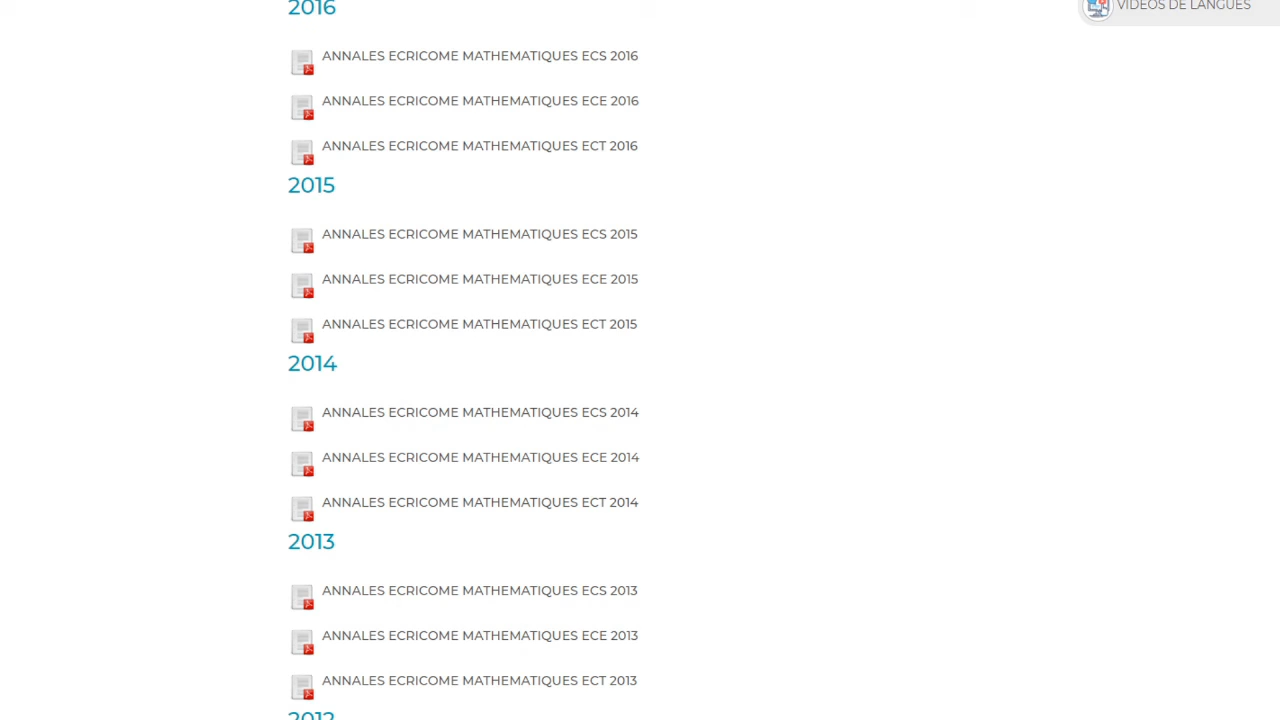 2016
VIDEOS DE LANGUES
ANNALES ECRICOME MATHEMATIQUES ECS 2016
ANNALES ECRICOME MATHEMATIQUES ECE 2016
ANNALES ECRICOME MATHEMATIQUES ECT 2016
2015
ANNALES ECRICOME MATHEMATIQUES ECS 2015
ANNALES ECRICOME MATHEMATIQUES ECE 2015
ANNALES ECRICOME MATHEMATIQUES ECT 2015
2014
ANNALES ECRICOME MATHEMATIQUES ECS 2014
ANNALES ECRICOME MATHEMATIQUES ECE 2014
ANNALES ECRICOME MATHEMATIQUES ECT 2014
2013
ANNALES ECRICOME MATHEMATIQUES ECS 2013
ANNALES ECRICOME MATHEMATIQUES ECE 2013
ANNALES ECRICOME MATHEMATIQUES ECT 2013
2012